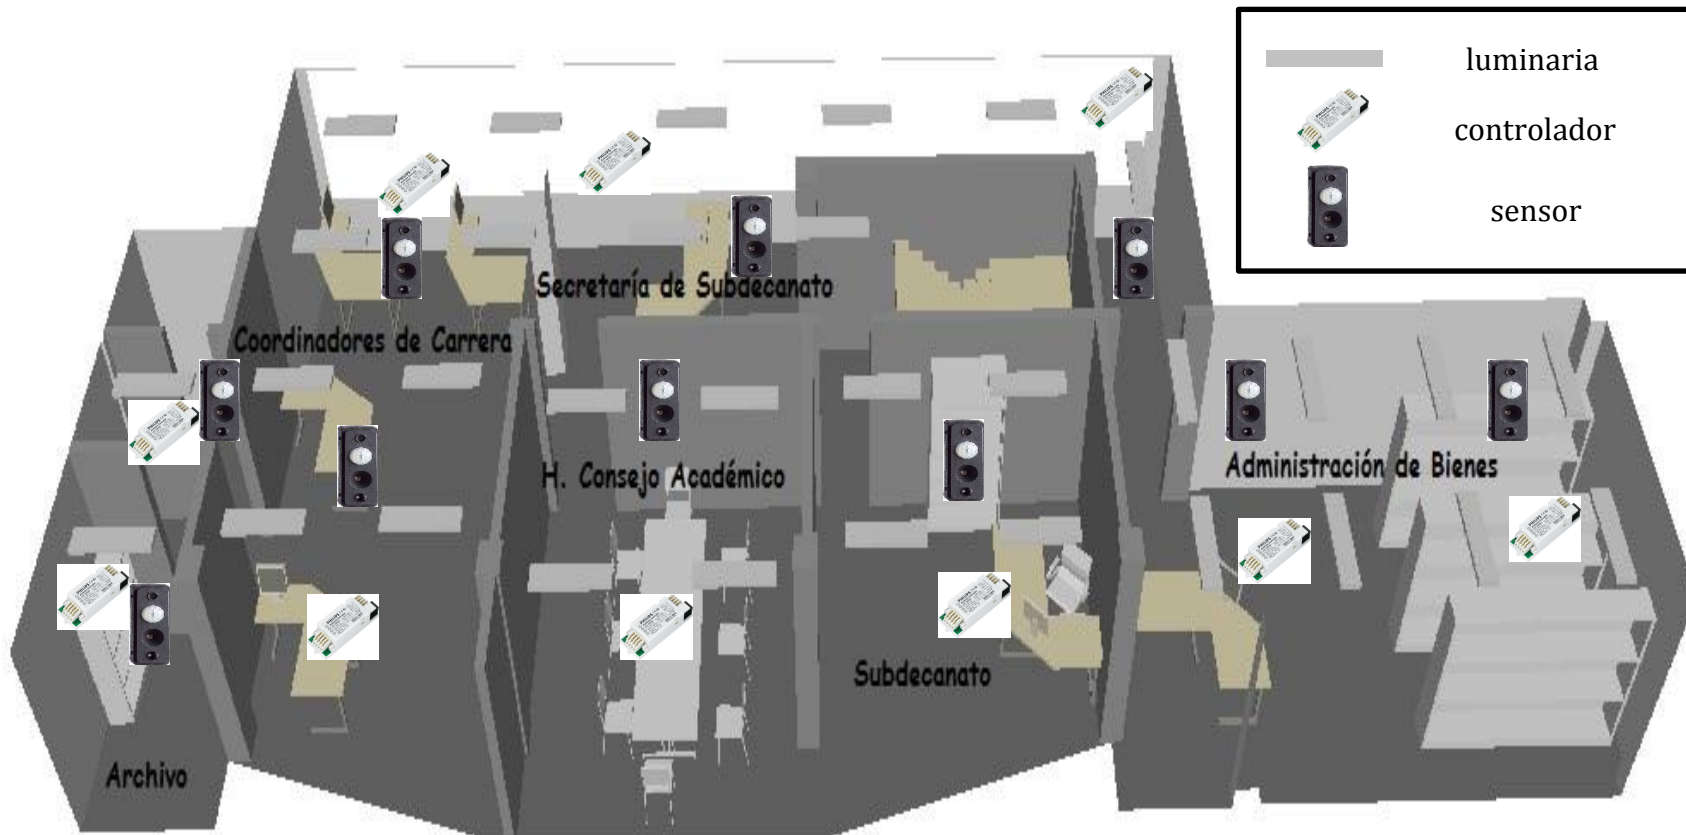 luminaria
controlador
sensor
Secretaría de Subdecanato
Coordinadores de Carrera
H. Consejo Académico
Administración de Bienes
Subdecanato
Archivo